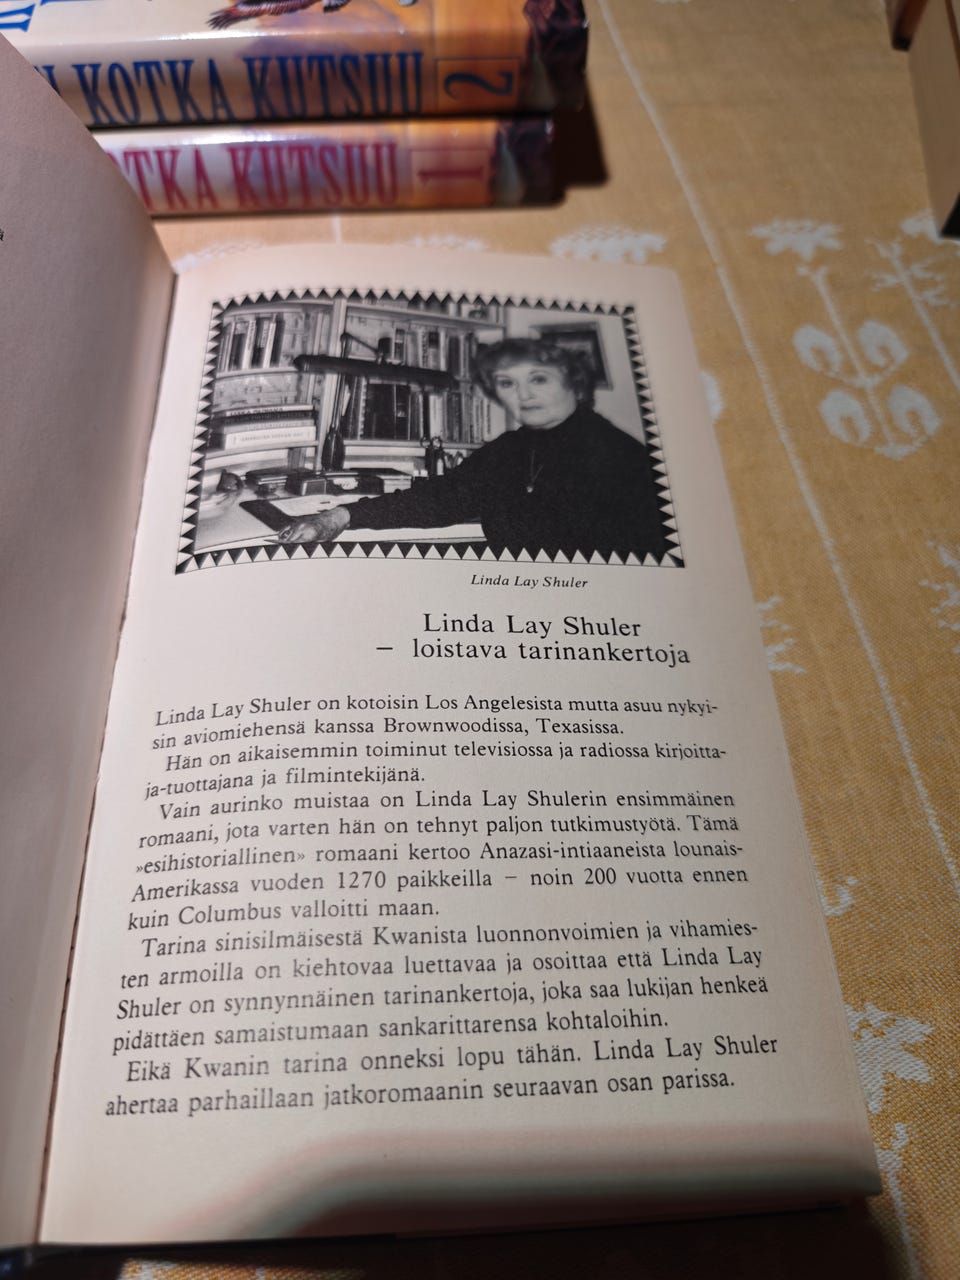 KOTKA KUTSUU 2
KOTKA KUTSUU 1
Linda Lay Shuler
Linda Lay Shuler
– loistava tarinankertoja
Linda Lay Shuler on kotoisin Los Angelesista mutta asuu nykyi-
sin aviomiehensä kanssa Brownwoodissa, Texasissa.
Hän on aikaisemmin toiminut televisiossa ja radiossa kirjoitta-
ja-tuottajana ja filmintekijänä.
Vain aurinko muistaa on Linda Lay Shulerin ensimmäinen
romaani, jota varten hän on tehnyt paljon tutkimustyötä. Tämä
»esihistoriallinen» romaani kertoo Anazasi-intiaaneista lounais-
Amerikassa vuoden 1270 paikkeilla – noin 200 vuotta ennen
kuin Columbus valloitti maan.
Tarina sinisilmäisestä Kwanista luonnonvoimien ja vihamies-
ten armoilla on kiehtovaa luettavaa ja osoittaa että Linda Lay
Shuler on synnynnäinen tarinankertoja, joka saa lukijan henkeä
pidättäen samaistumaan sankarittarensa kohtaloihin.
Eikä Kwanin tarina onneksi lopu tähän. Linda Lay Shuler
ahertaa parhaillaan jatkoromaanin seuraavan osan parissa.